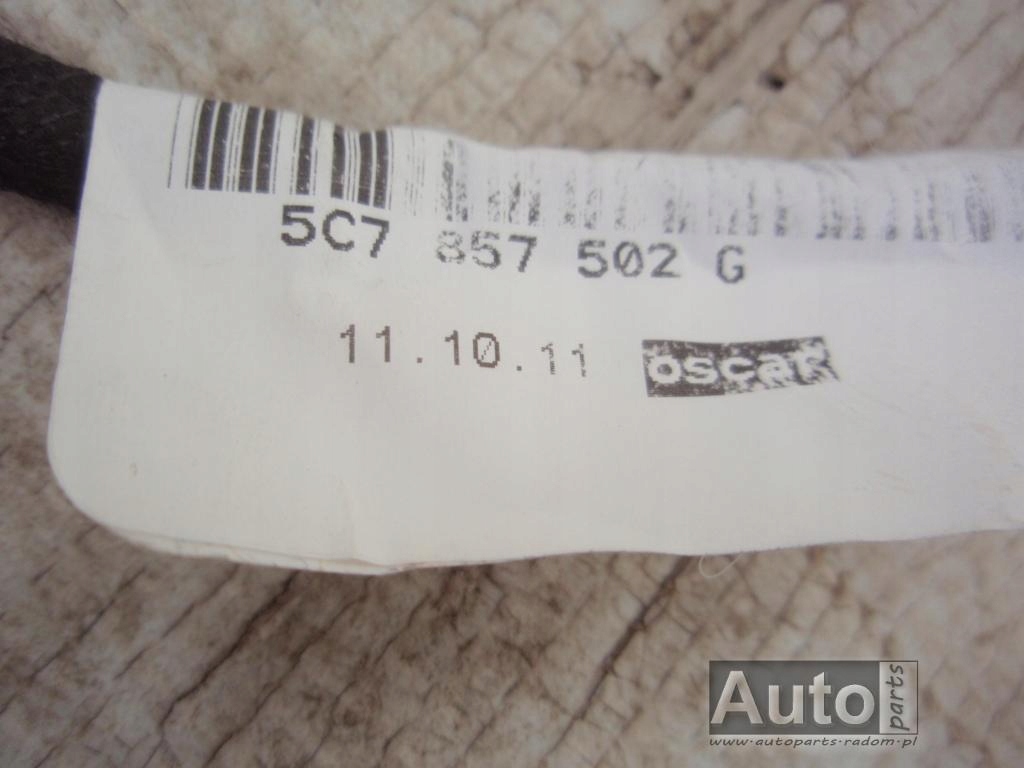 5C7 857 502 G
11.10.11 oscar
Auto parts
www.autoparts-radom.pl